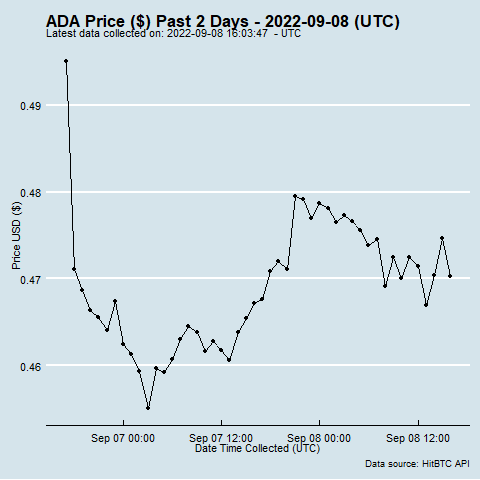 ADA Price ($) Past 2 Days - 2022-09-08 (UTC)
Latest data collected on: 2022-09-08 16:03:47 - UTC
0.49
0.48
0.47
0.46
Price USD ($)
Sep 07 00:00 Sep 07 12:00 Sep 08 00:00 Sep 08 12:00
Date Time Collected (UTC)
Data source: HitBTC API